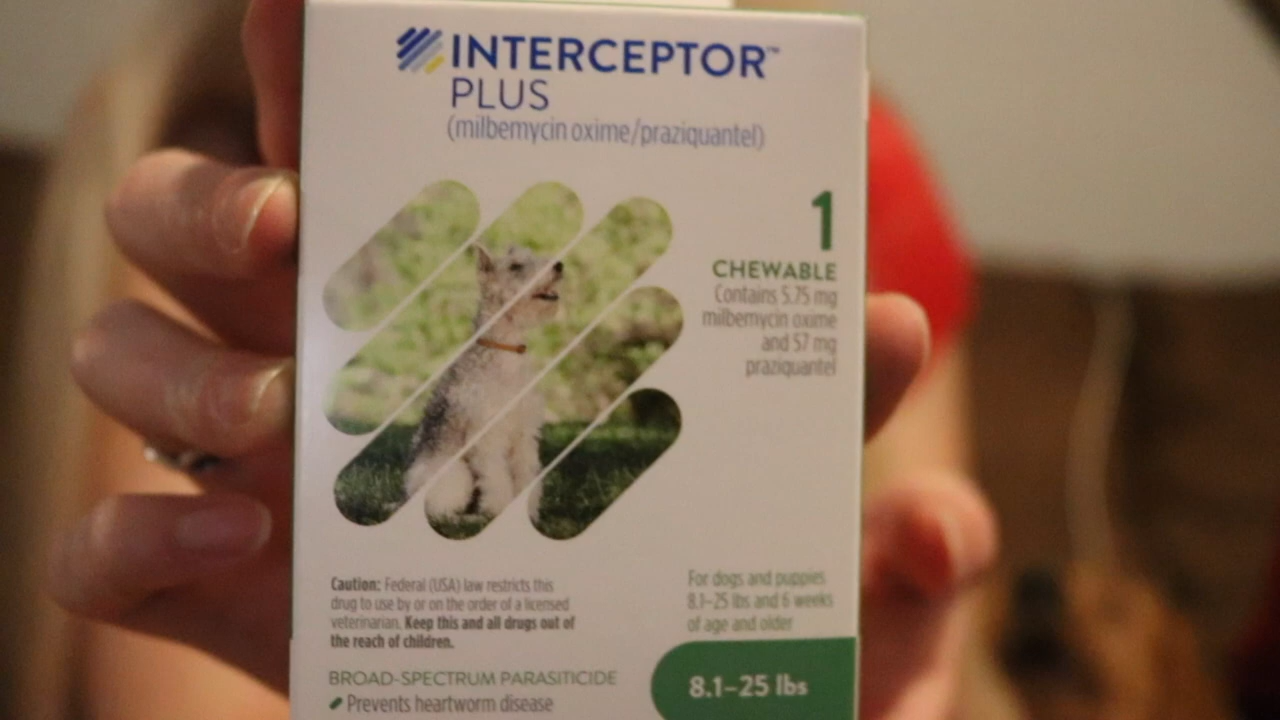 INTERCEPTOR™
PLUS
(milbemycin oxime/praziquantel)
1
CHEWABLE
Contains 5.75 mg
milbemycin oxime
and 57 mg
praziquantel
Caution: Federal (USA) law restricts this
drug to use by or on the order of a licensed
veterinarian. Keep this and all drugs out of
the reach of children.
For dogs and puppies
8.1–25 lbs and 6 weeks
of age and older
BROAD-SPECTRUM PARASITICIDE
Prevents heartworm disease
8.1–25 lbs